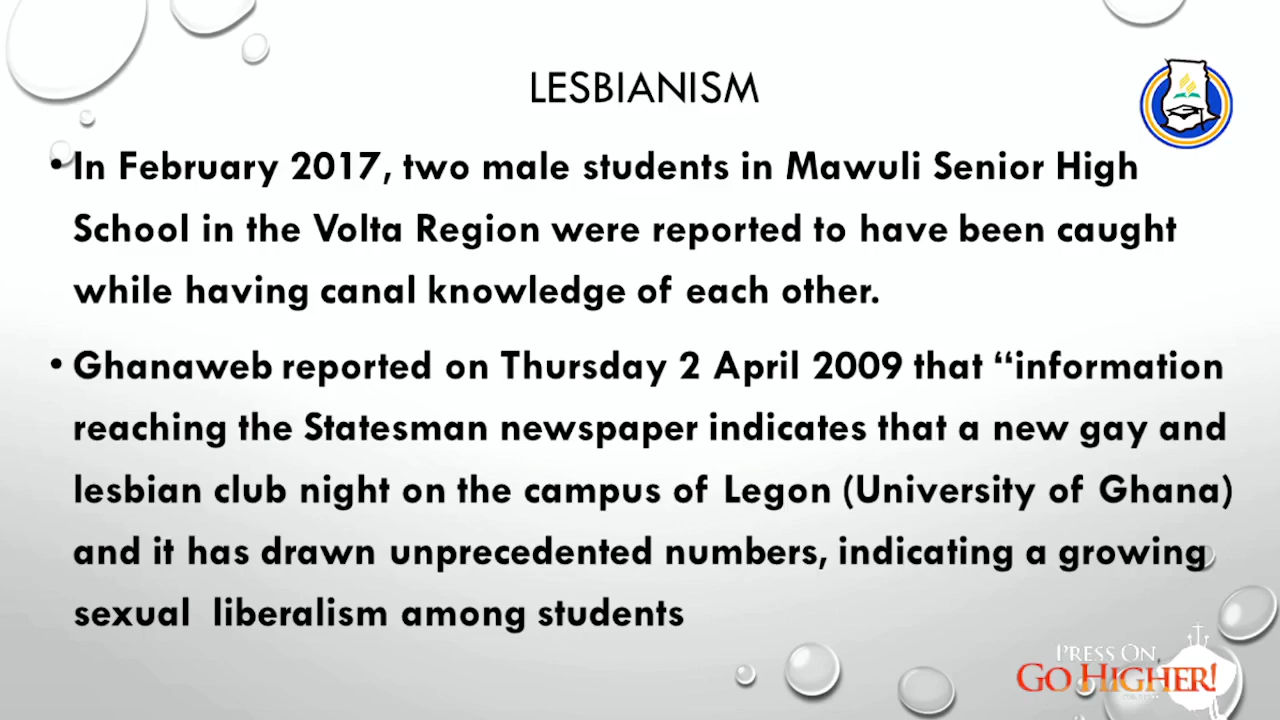 LESBIANISM
• In February 2017, two male students in Mawuli Senior High
School in the Volta Region were reported to have been caught
while having canal knowledge of each other.
• Ghanaweb reported on Thursday 2 April 2009 that “information
reaching the Statesman newspaper indicates that a new gay and
lesbian club night on the campus of Legon (University of Ghana)
and it has drawn unprecedented numbers, indicating a growing
sexual liberalism among students
PRESS ON,
GO HIGHER!